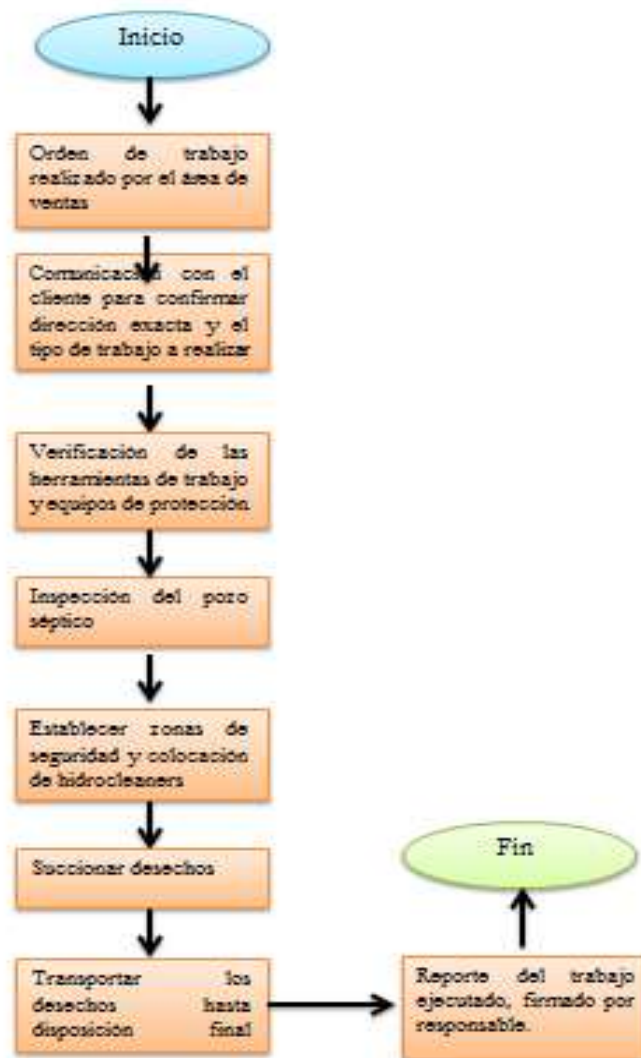 Inicio
Orden de trabajo
realizado por el área de
ventas
Comunicación con el
cliente para confirmar
dirección exacta y el
tipo de trabajo a realizar
Verificación de las
herramientas de trabajo
y equipos de protección
Inspección del pozo
séptico
Establecer zonas de
seguridad y colocación
de hidrocleaners
Succionar desechos
Transportar los
desechos hasta
disposición final
Reporte del trabajo
ejecutado, firmado por
responsable.
Fin